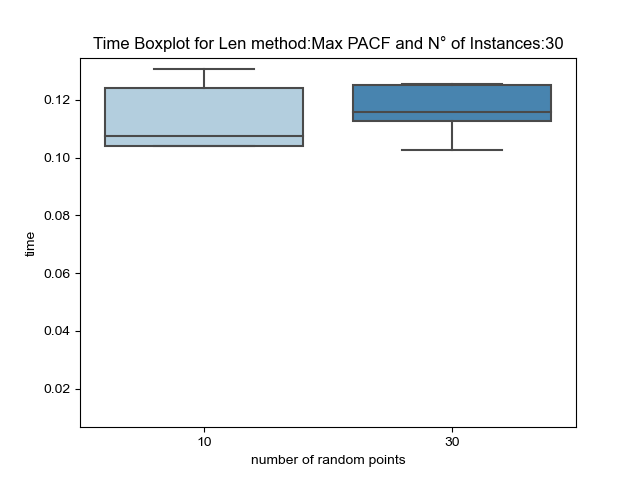 Time Boxplot for Len method:Max PACF and N° of Instances:30
0.12
0.10
0.08
0.06
0.04
0.02
time
10
30
number of random points